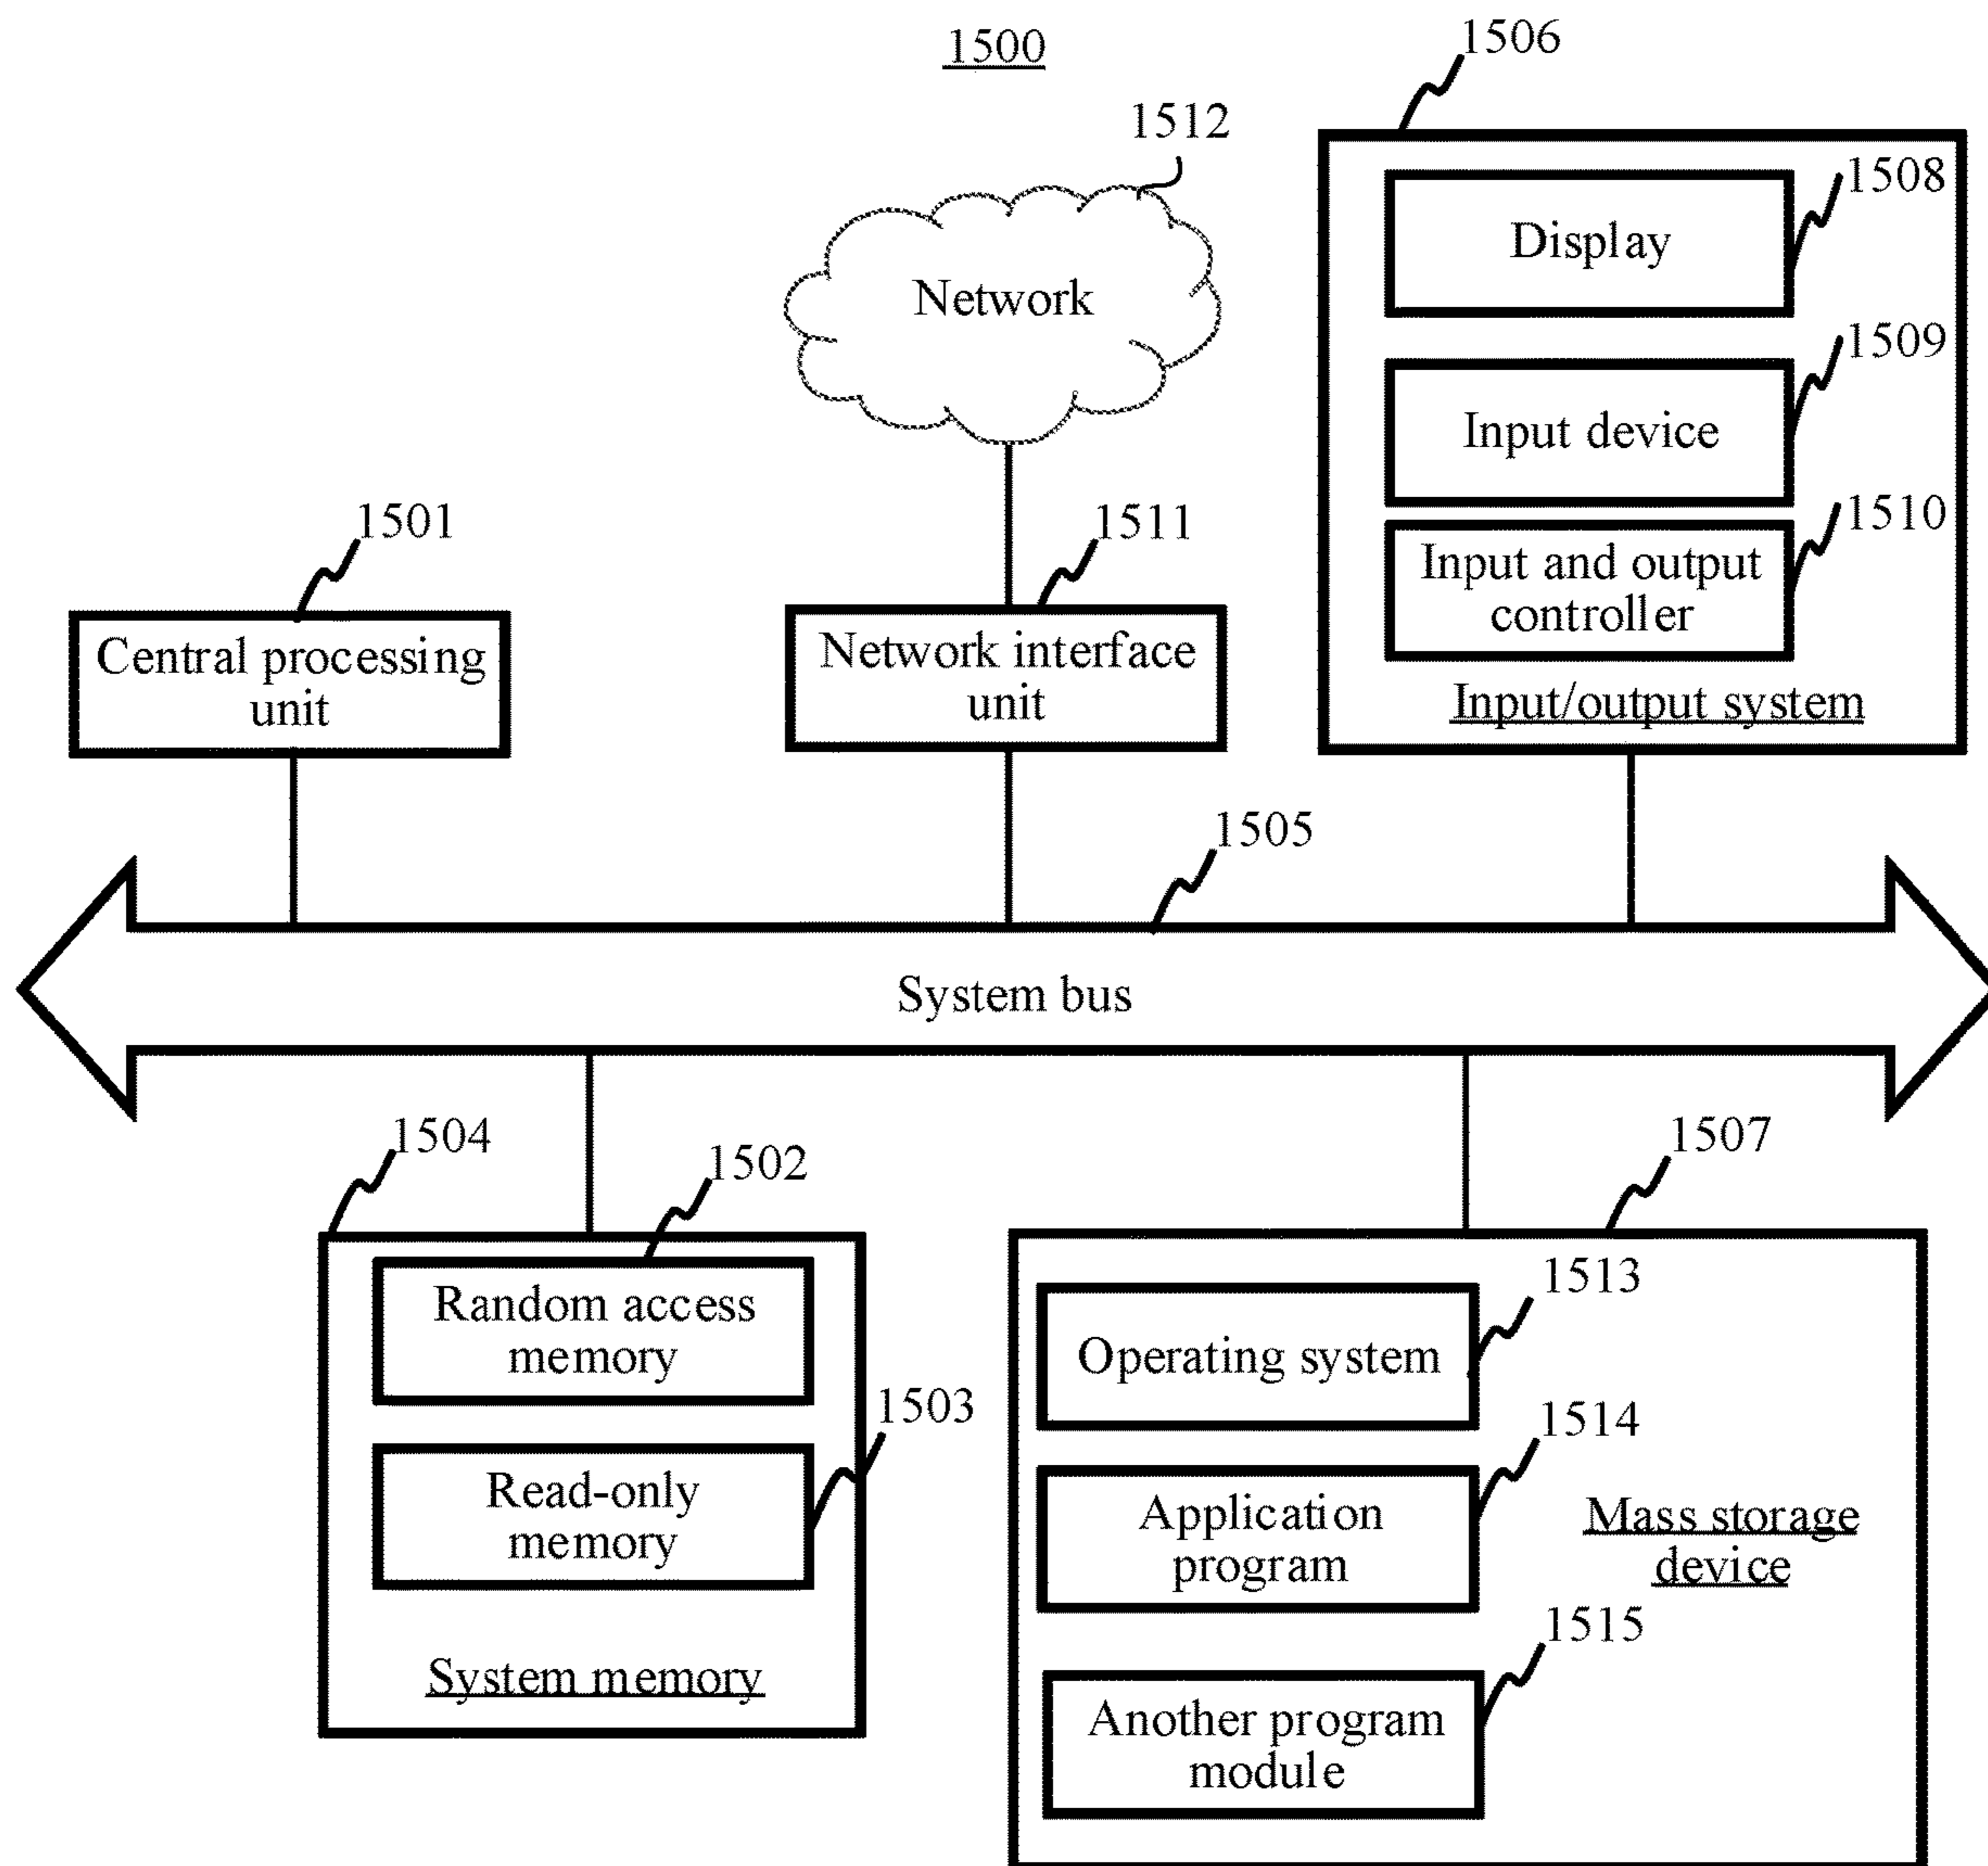 1500
1506
1512
1508
Display
Network
1509
Input device
1501
1511
1510
Input and output
controller
Central processing
unit
Network interface
unit
Input/output system
1505
System bus
1504
1502
1507
Random access
memory
1513
Operating system
1503
Read-only
memory
1514
Application
program
Mass storage
device
System memory
1515
Another program
module